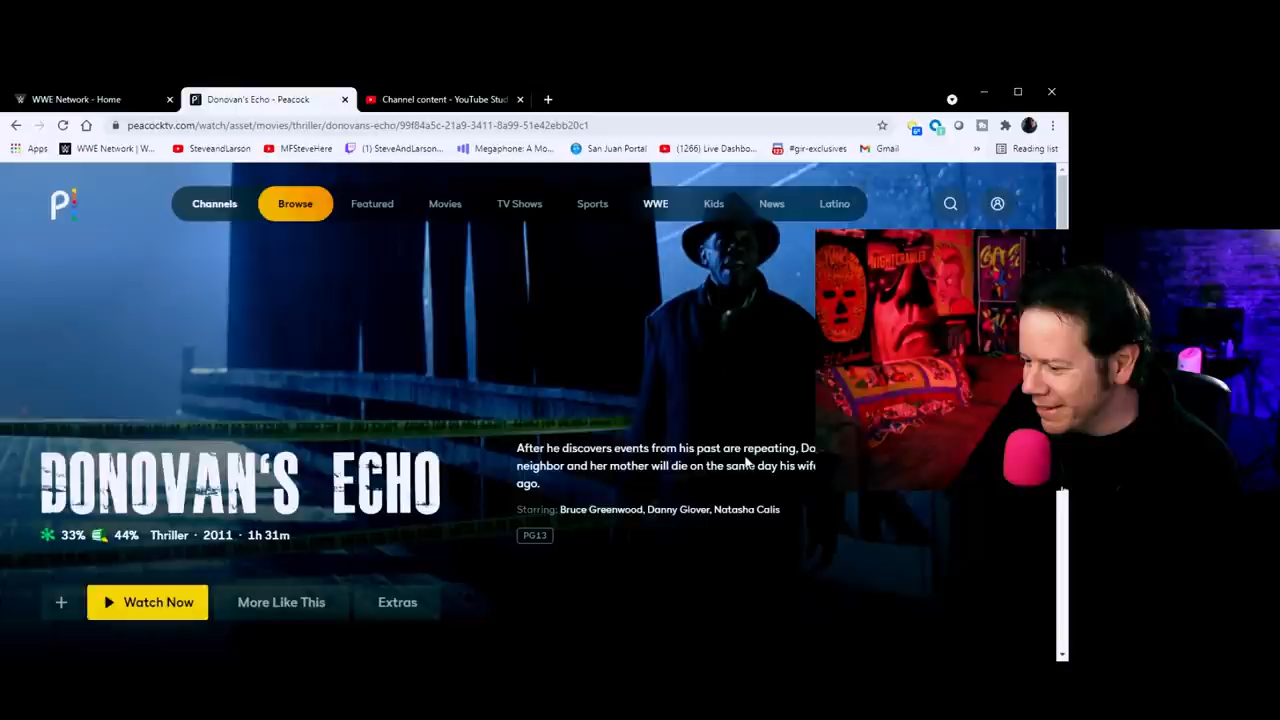 WWE Network - Home
Donovan's Echo - Peacock
Channel content - YouTube Stud
peacocktv.com/watch/asset/movies/thriller/donovans-echo/99f84a5c-21a9-3411-8a99-51e42ebb20c1
Apps
WWE Network | W...
SteveandLarson
MFSteveHere
(1) SteveAndLarson...
Megaphone: A Mo...
San Juan Portal
(1266) Live Dashbo...
#gir-exclusives
Gmail
»
Reading list
Channels
Browse
Featured
Movies
TV Shows
Sports
WWE
Kids
News
Latino
NIGHTCRAWLER
DONOVAN'S ECHO
33% 44% Thriller · 2011 · 1h 31m
After he discovers events from his past are repeating, Do
neighbor and her mother will die on the same day his wif
ago.
Starring: Bruce Greenwood, Danny Glover, Natasha Calis
PG13
+
Watch Now
More Like This
Extras